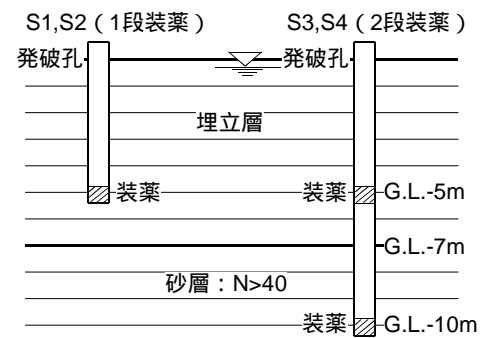 S1,S2（1段装薬） S3,S4（2段装薬）
発破孔 発破孔
埋立層
装薬 装薬 G.L.-5m
G.L.-7m
砂層：N>40
装薬 G.L.-10m